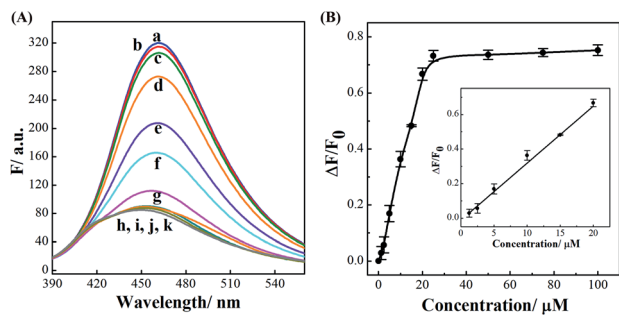 (A)
F/ a.u.
320
280
240
200
160
120
80
40
0
b a
c
d
e
f
g
h, i, j, k
390 420 450 480 510 540
Wavelength/ nm
(B)
ΔF/F0
0.8
0.6
0.4
0.2
0.0
0 20 40 60 80 100
Concentration/ μM
ΔF/F0
0.6
0.4
0.2
0.0
0 5 10 15 20
Concentration/ μM